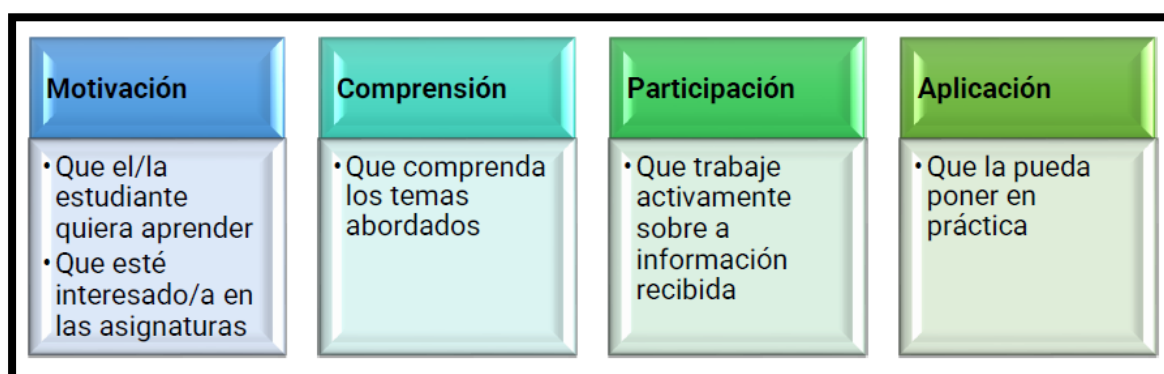 Motivación
• Que el/la
estudiante
quiera aprender
• Que esté
interesado/a en
las asignaturas
Comprensión
• Que comprenda
los temas
abordados
Participación
• Que trabaje
activamente
sobre a
información
recibida
Aplicación
• Que la pueda
poner en
práctica